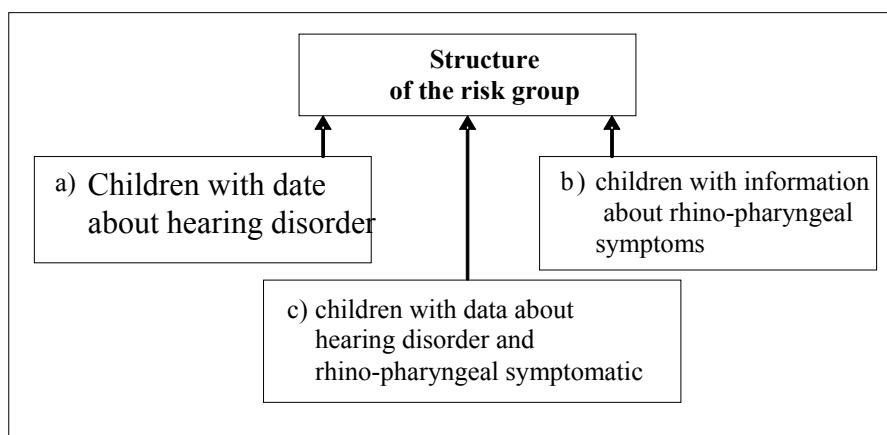 Structure
of the risk group
a) Children with date
about hearing disorder
b) children with information
about rhino-pharyngeal
symptoms
c) children with data about
hearing disorder and
rhino-pharyngeal symptomatic